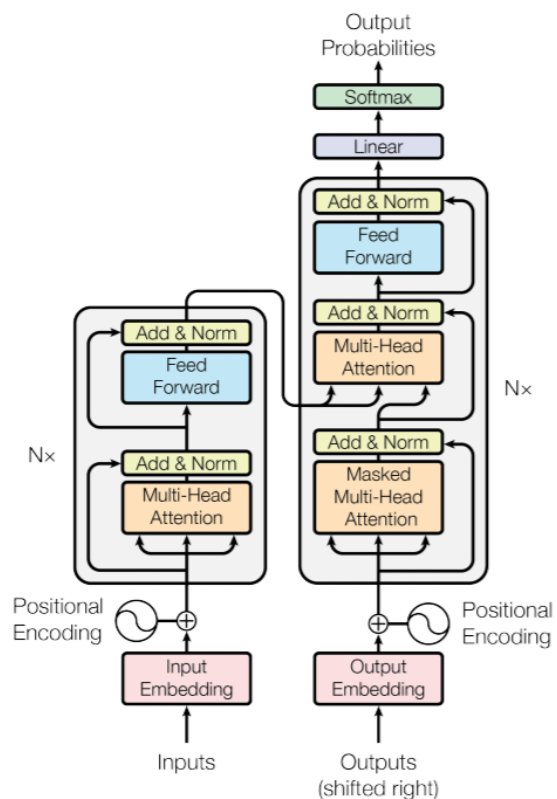 Output
Probabilities
Softmax
Linear
Add & Norm
Feed
Forward
Add & Norm
Multi-Head
Attention
Add & Norm
Masked
Multi-Head
Attention
Nx
Add & Norm
Feed
Forward
Add & Norm
Multi-Head
Attention
Nx
Positional
Encoding
Positional
Encoding
Input
Embedding
Output
Embedding
Inputs
Outputs
(shifted right)